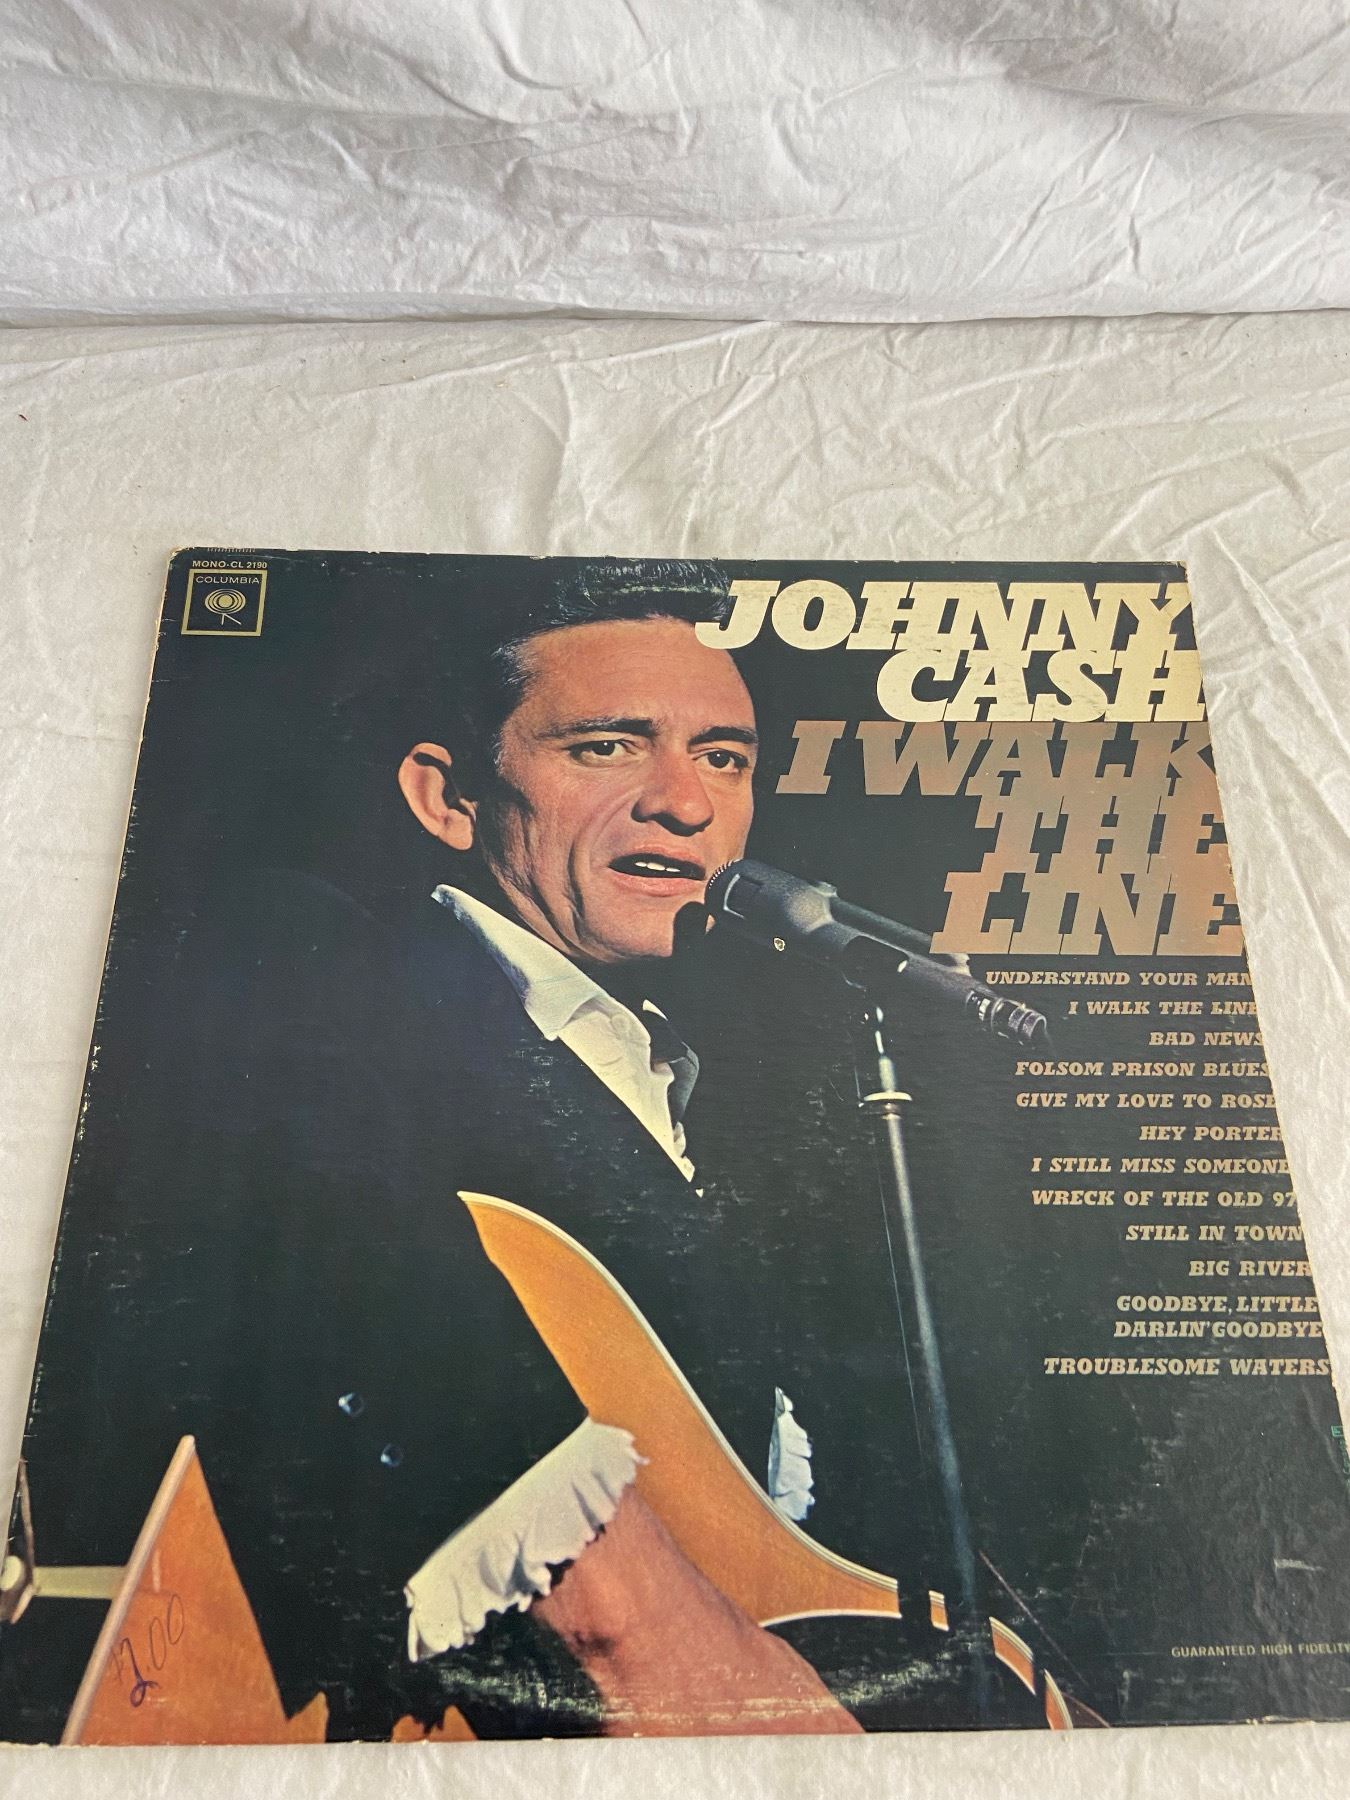 MONO-CL 2190
COLUMBIA
JOHNNY
CASH
I WALK
THE
LINE
UNDERSTAND YOUR MAN
I WALK THE LINE
BAD NEWS
FOLSOM PRISON BLUES
GIVE MY LOVE TO ROSE
HEY PORTER
I STILL MISS SOMEONE
WRECK OF THE OLD 97
STILL IN TOWN
BIG RIVER
GOODBYE, LITTLE
DARLIN' GOODBYE
TROUBLESOME WATERS
GUARANTEED HIGH FIDELITY